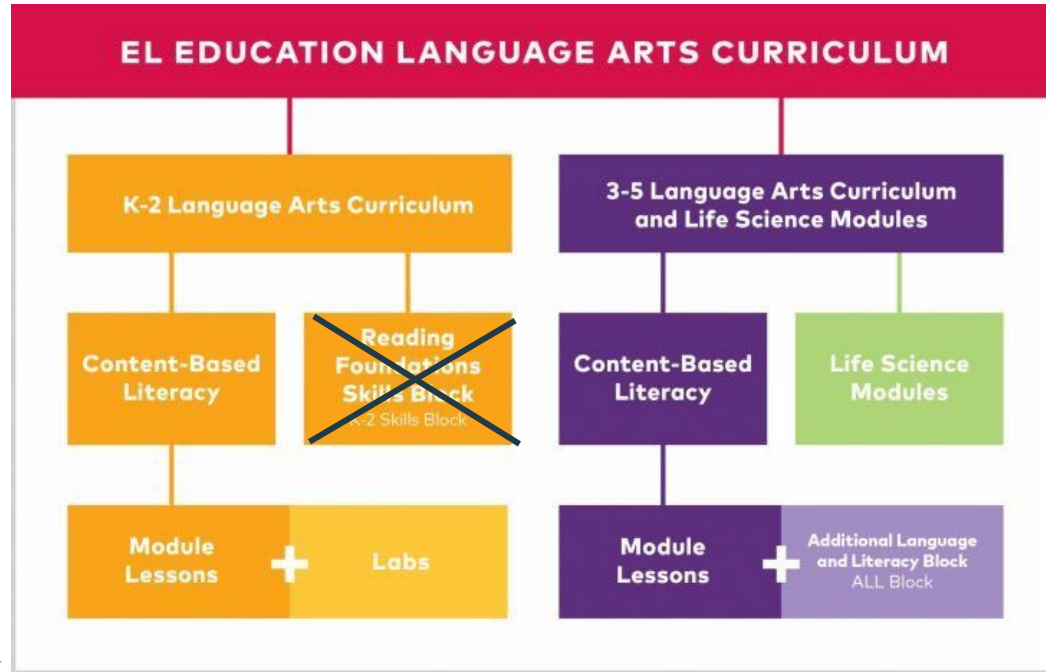 EL EDUCATION LANGUAGE ARTS CURRICULUM
K-2 Language Arts Curriculum
3-5 Language Arts Curriculum
and Life Science Modules
Content-Based
Literacy
Reading
Foundations
Skills Block
K-2 Skills Block
Content-Based
Literacy
Life Science
Modules
Module
Lessons
+
Labs
Module
Lessons
+
Additional Language
and Literacy Block
ALL Block